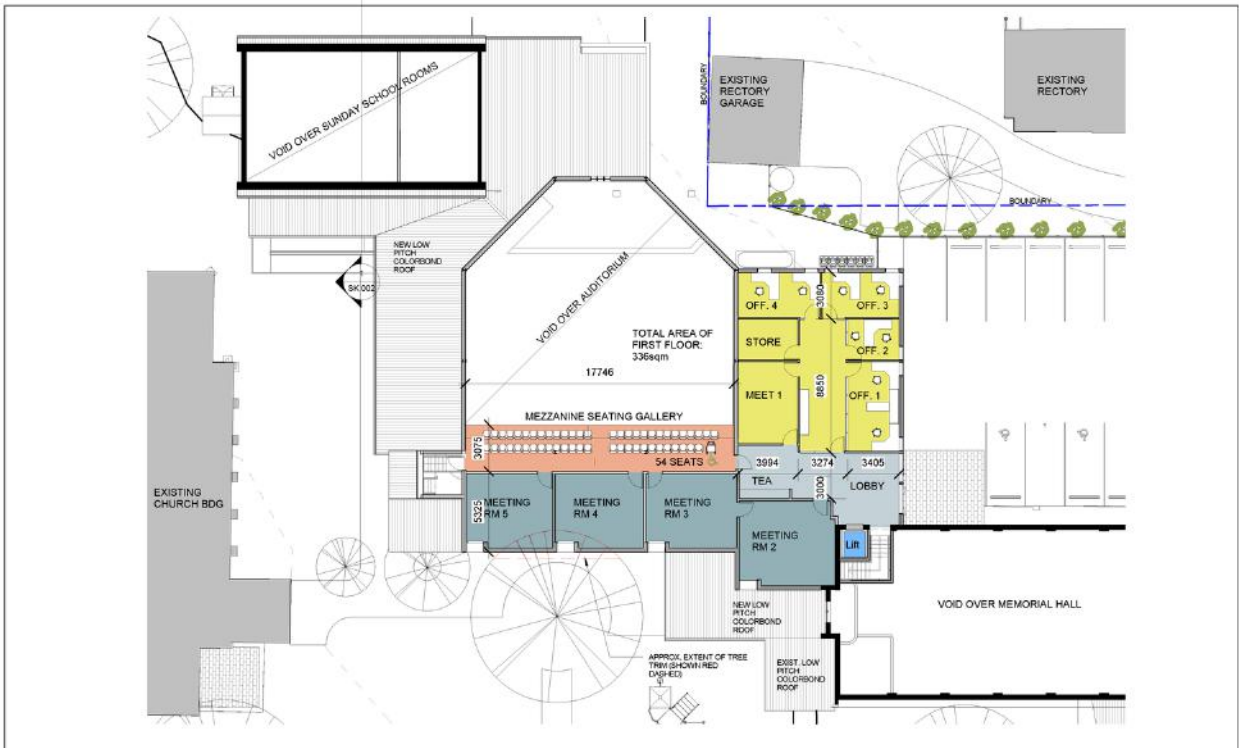 EXISTING
RECTORY
GARAGE
EXISTING
RECTORY
BOUNDARY
VOID OVER SUNDAY SCHOOL ROOMS
BOUNDARY
NEW LOW
PITCH
COLORBOND
ROOF
SK 002
VOID OVER AUDITORIUM
TOTAL AREA OF
FIRST FLOOR:
336sqm
17746
MEZZANINE SEATING GALLERY
OFF. 4
3080
OFF. 3
STORE
OFF. 2
8850
MEET 1
OFF. 1
3075
54 SEATS
3994
3274
3405
TEA
3000
LOBBY
EXISTING
CHURCH BDG
5325
MEETING
RM 5
MEETING
RM 4
MEETING
RM 3
MEETING
RM 2
Lift
VOID OVER MEMORIAL HALL
NEW LOW
PITCH
COLORBOND
ROOF
APPROX. EXTENT OF TREE
TRIM (SHOWN RED
DASHED)
EXIST. LOW
PITCH
COLORBOND
ROOF